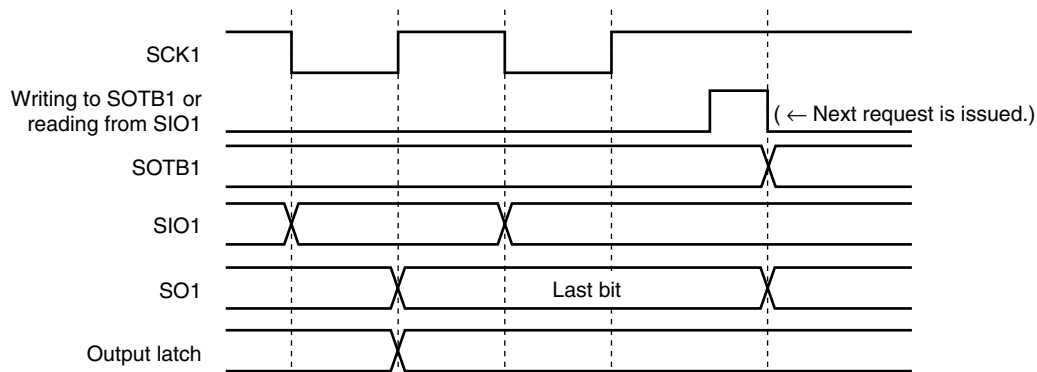 SCK1
Writing to SOTB1 or
reading from SIO1
( ← Next request is issued.)
SOTB1
SIO1
SO1
Last bit
Output latch